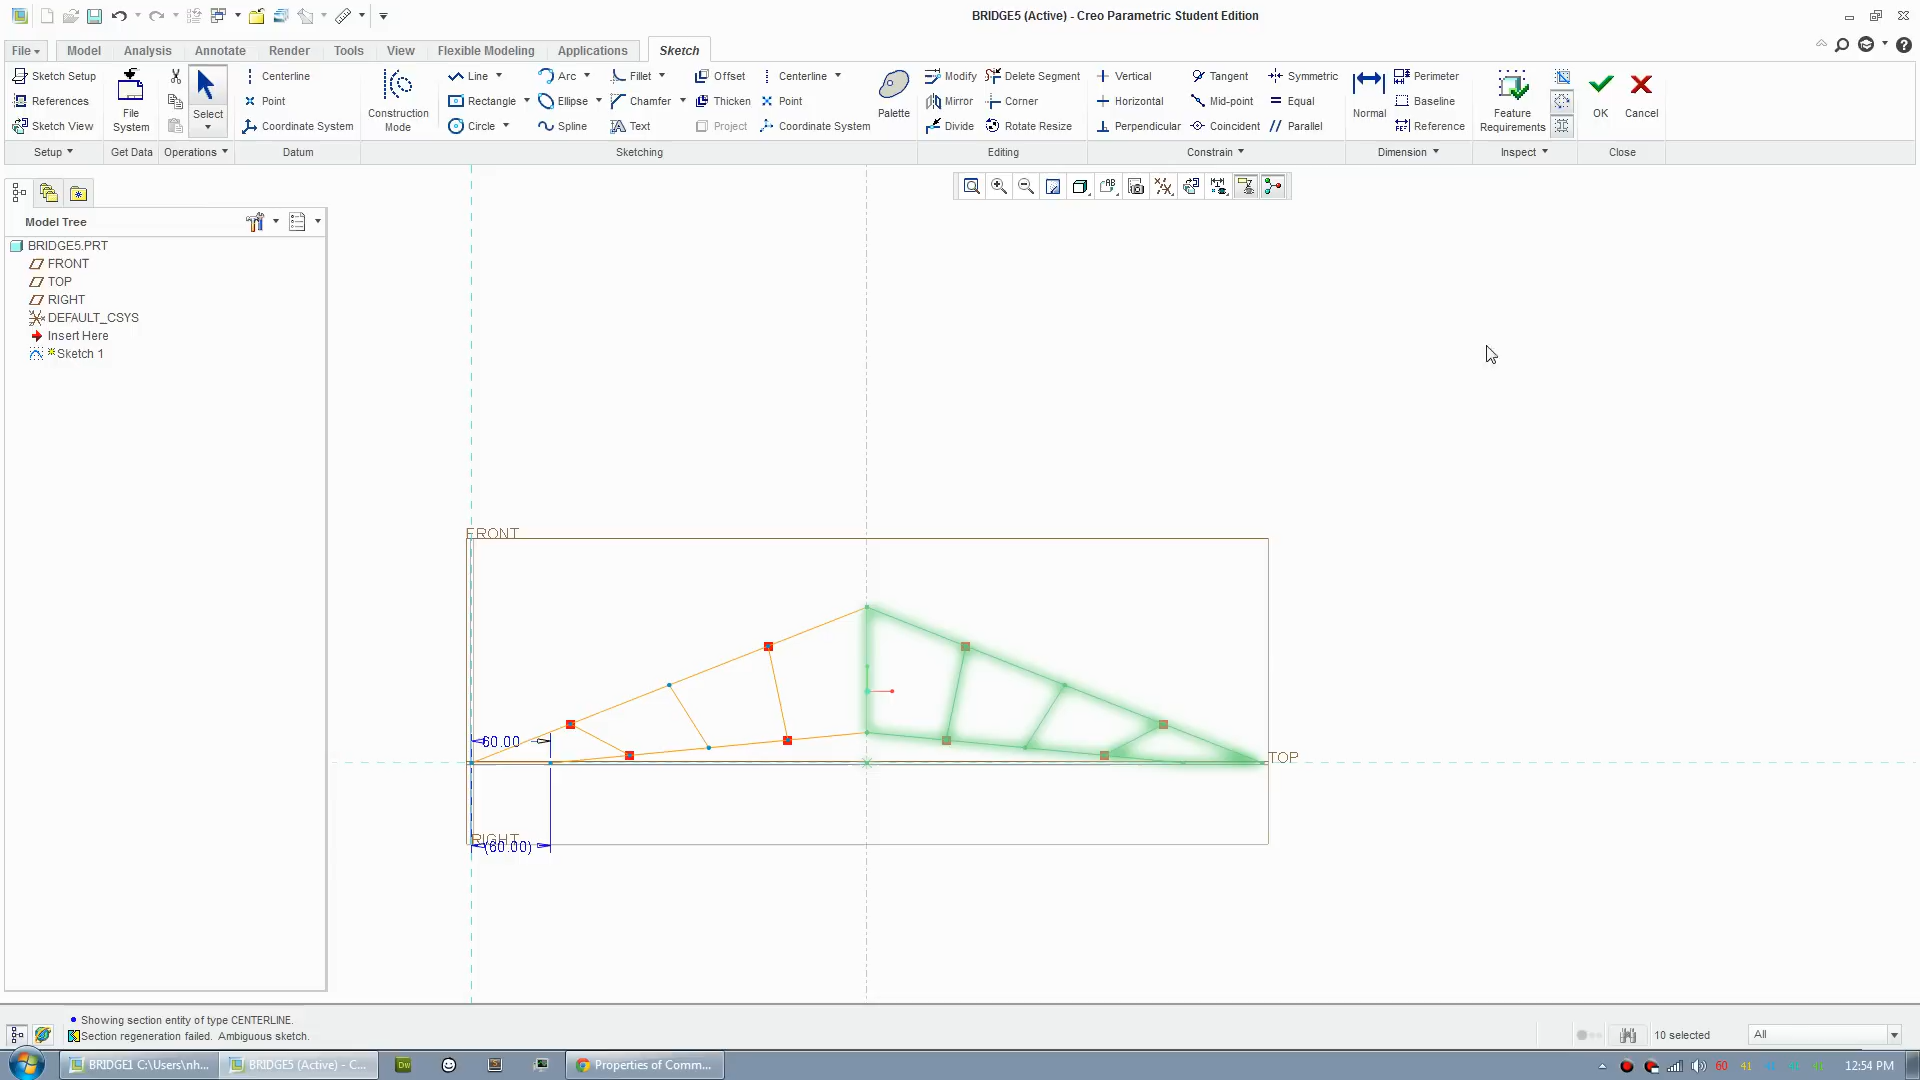 BRIDGE5 (Active) - Creo Parametric Student Edition
File Model Analysis Annotate Render Tools View Flexible Modeling Applications Sketch
Sketch Setup
References
Sketch View
Setup
File System
Get Data
Select
Operations
Centerline
Point
Coordinate System
Datum
Construction Mode
Line Arc Fillet Offset Centerline
Rectangle Ellipse Chamfer Thicken Point
Circle Spline Text Project Coordinate System
Palette
Sketching
Modify Delete Segment
Mirror Corner
Divide Rotate Resize
Editing
Vertical Tangent Symmetric
Horizontal Mid-point Equal
Perpendicular Coincident Parallel
Constrain
Normal
Perimeter
Baseline
Reference
Dimension
Feature Requirements
Inspect
OK
Cancel
Close
Model Tree
BRIDGE5.PRT
FRONT
TOP
RIGHT
DEFAULT_CSYS
Insert Here
Sketch 1
FRONT
60.00
TOP
RIGHT
(60.00)
Showing section entity of type CENTERLINE.
Section regeneration failed. Ambiguous sketch.
10 selected
All
BRIDGE1 C:\Users\nh...
BRIDGE5 (Active) - C...
Dw
Properties of Comm...
60 41
12:54 PM